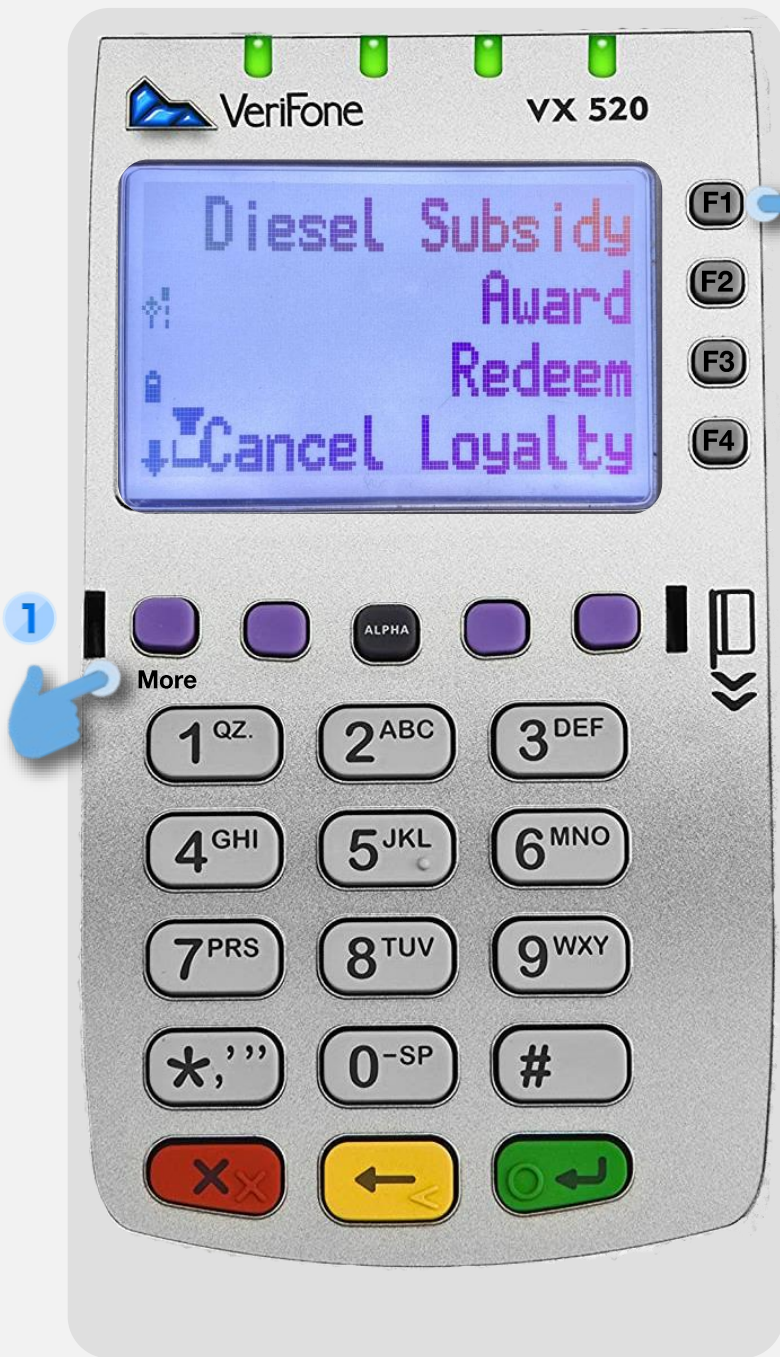 VeriFone VX 520
Diesel Subsidy
F1
Award
F2
Redeem
F3
Cancel Loyalty
F4
1
ALPHA
More
1 QZ. 2 ABC 3 DEF
4 GHI 5 JKL 6 MNO
7 PRS 8 TUV 9 WXY
*,'" 0 -SP #